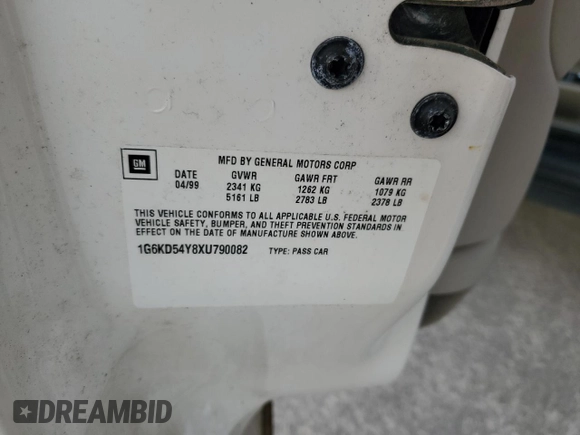 GM
MFD BY GENERAL MOTORS CORP
DATE GVWR GAWR FRT GAWR RR
04/99 2341 KG 1262 KG 1079 KG
5161 LB 2783 LB 2378 LB
THIS VEHICLE CONFORMS TO ALL APPLICABLE U.S. FEDERAL MOTOR
VEHICLE SAFETY, BUMPER, AND THEFT PREVENTION STANDARDS IN
EFFECT ON THE DATE OF MANUFACTURE SHOWN ABOVE.
1G6KD54Y8XU790082 TYPE: PASS CAR
DREAMBID